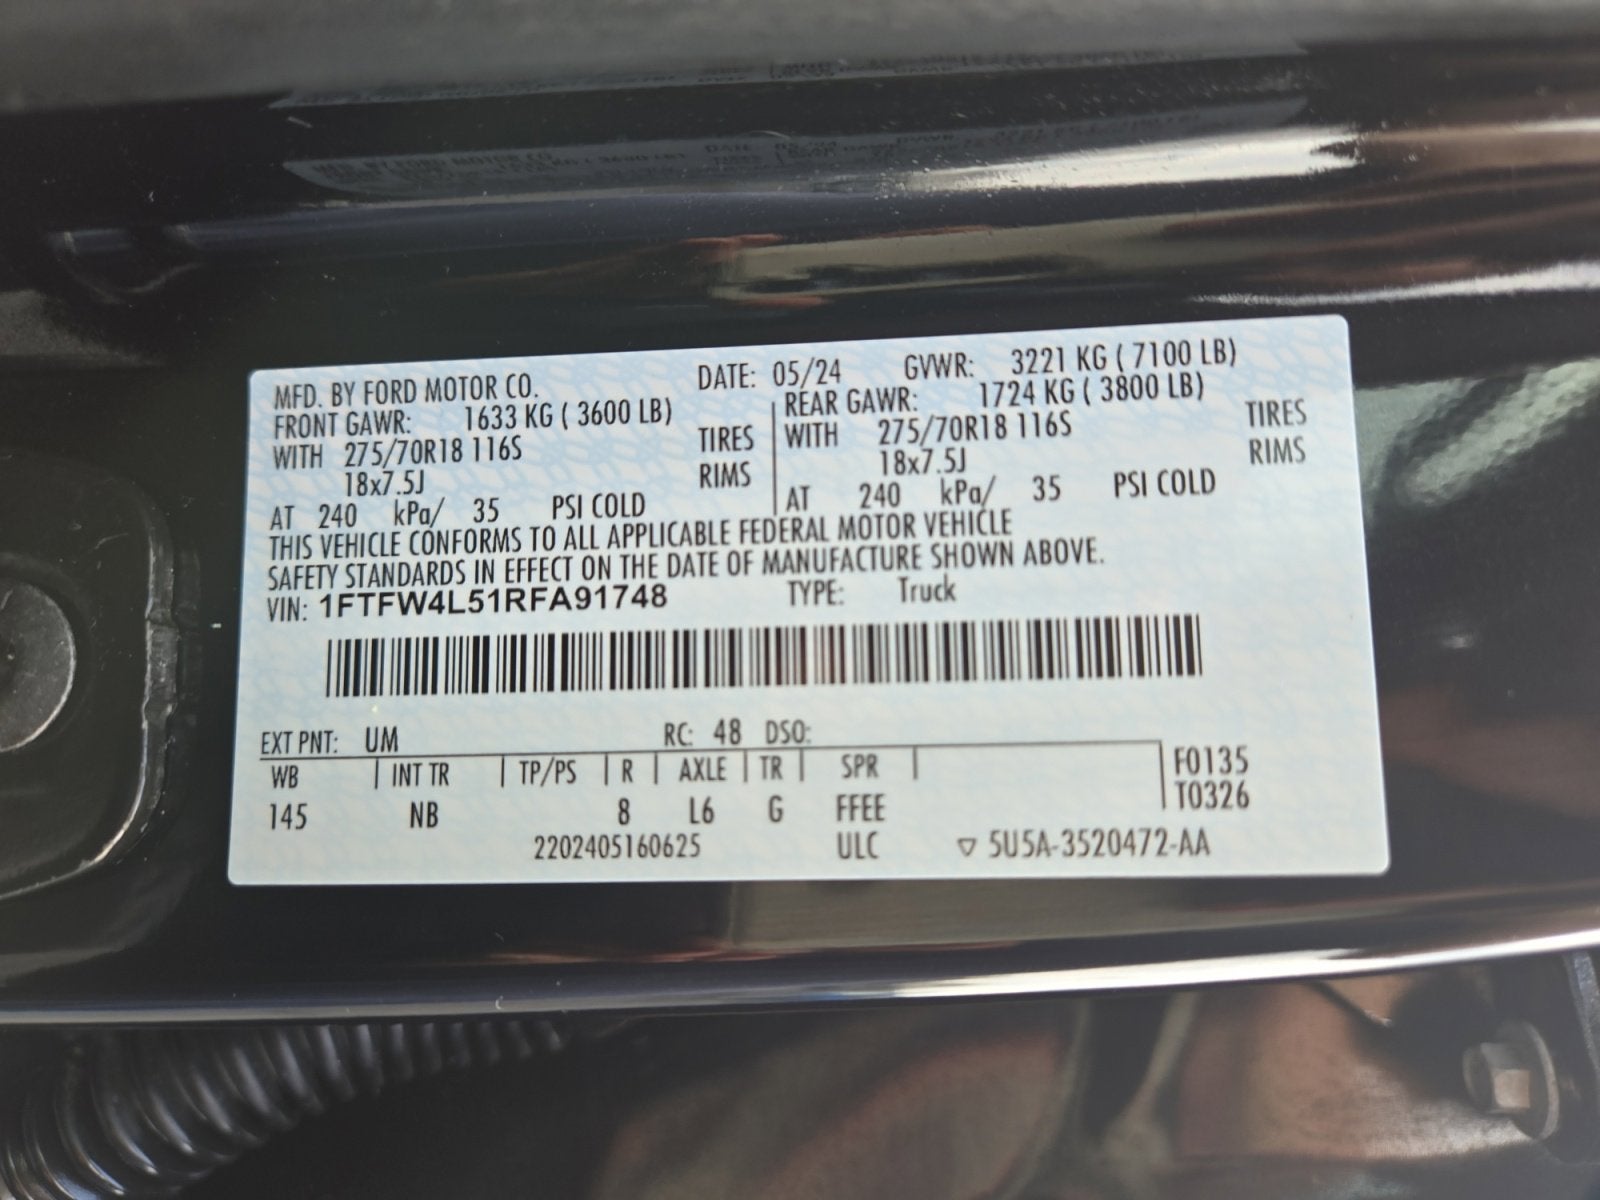 MFD. BY FORD MOTOR CO. DATE: 05/24 GVWR: 3221 KG ( 7100 LB)
FRONT GAWR: 1633 KG ( 3600 LB) REAR GAWR: 1724 KG ( 3800 LB)
WITH 275/70R18 116S TIRES WITH 275/70R18 116S TIRES
18x7.5J RIMS 18x7.5J RIMS
AT 240 kPa/ 35 PSI COLD AT 240 kPa/ 35 PSI COLD
THIS VEHICLE CONFORMS TO ALL APPLICABLE FEDERAL MOTOR VEHICLE
SAFETY STANDARDS IN EFFECT ON THE DATE OF MANUFACTURE SHOWN ABOVE.
VIN: 1FTFW4L51RFA91748 TYPE: Truck
EXT PNT: UM RC: 48 DSO:
WB INT TR TP/PS R AXLE TR SPR F0135
145 NB 8 L6 G FFEE T0326
2202405160625 ULC ▽ 5U5A-3520472-AA